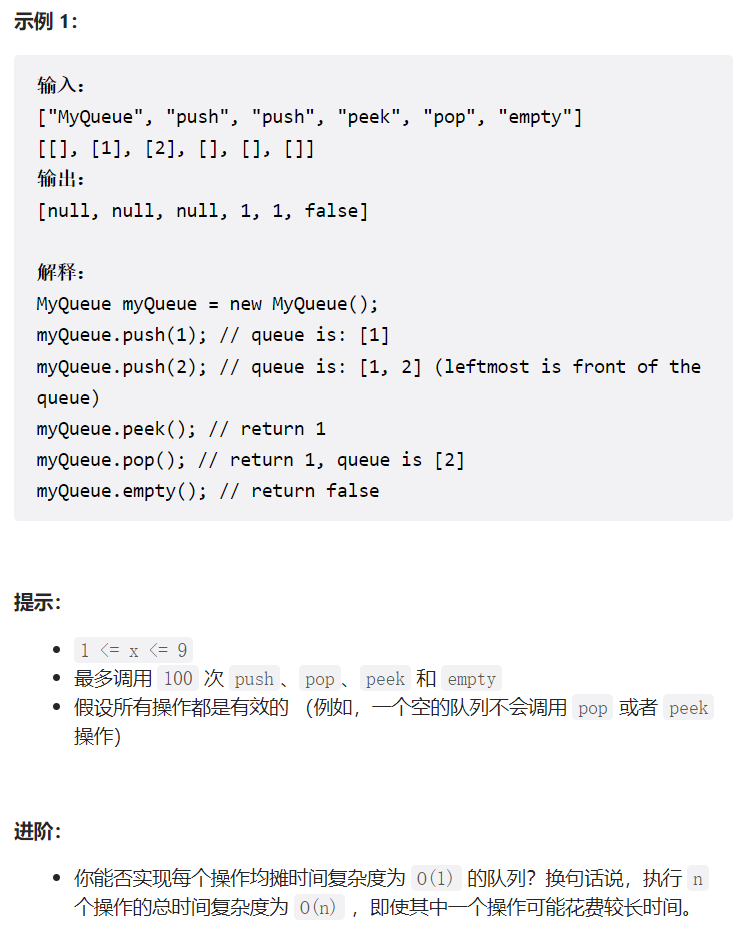 示例 1：
输入：
["MyQueue", "push", "push", "peek", "pop", "empty"]
[[], [1], [2], [], [], []]
输出：
[null, null, null, 1, 1, false]
解释：
MyQueue myQueue = new MyQueue();
myQueue.push(1); // queue is: [1]
myQueue.push(2); // queue is: [1, 2] (leftmost is front of the
queue)
myQueue.peek(); // return 1
myQueue.pop(); // return 1, queue is [2]
myQueue.empty(); // return false
提示：
• 1 <= x <= 9
• 最多调用 100 次 push 、 pop 、 peek 和 empty
• 假设所有操作都是有效的 （例如，一个空的队列不会调用 pop 或者 peek
操作）
进阶：
• 你能否实现每个操作均摊时间复杂度为 O(1) 的队列？换句话说，执行 n
个操作的总时间复杂度为 O(n) ，即使其中一个操作可能花费较长时间。